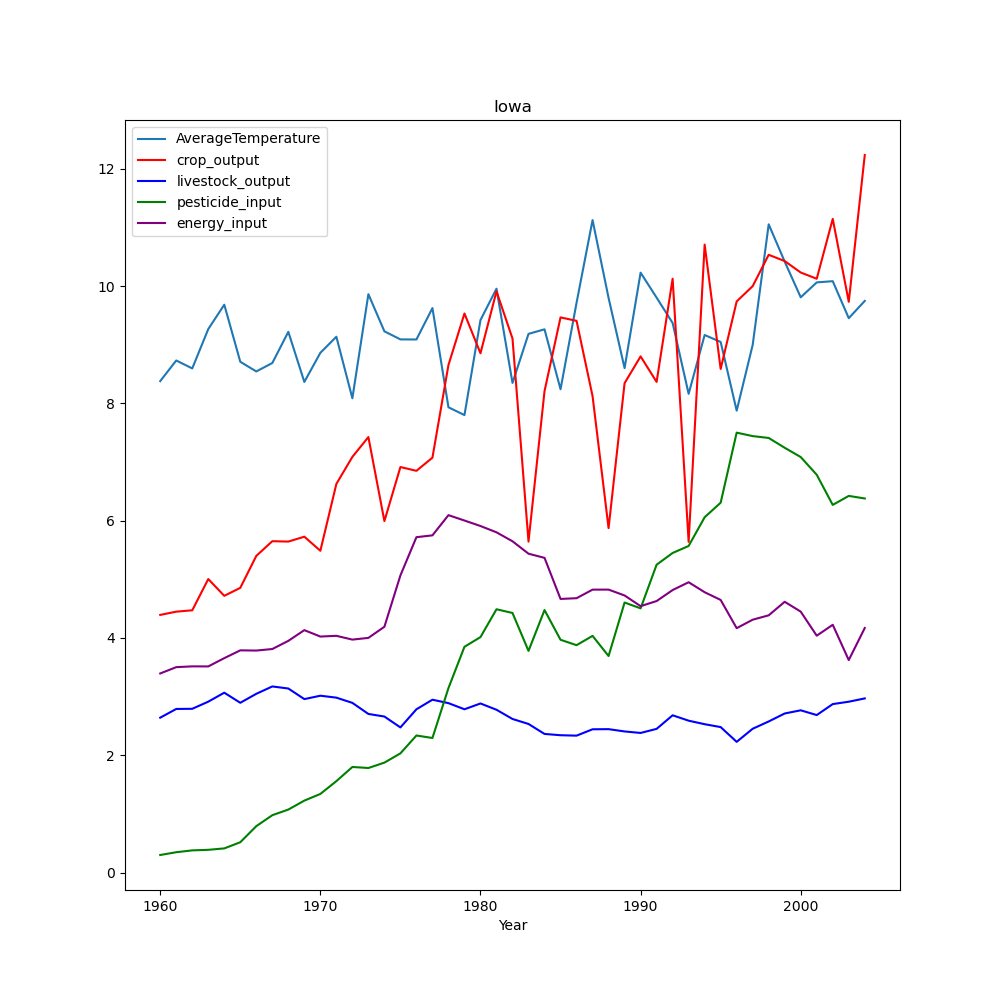 Iowa
AverageTemperature
crop_output
livestock_output
pesticide_input
energy_input
12
10
8
6
4
2
0
1960 1970 1980 1990 2000
Year